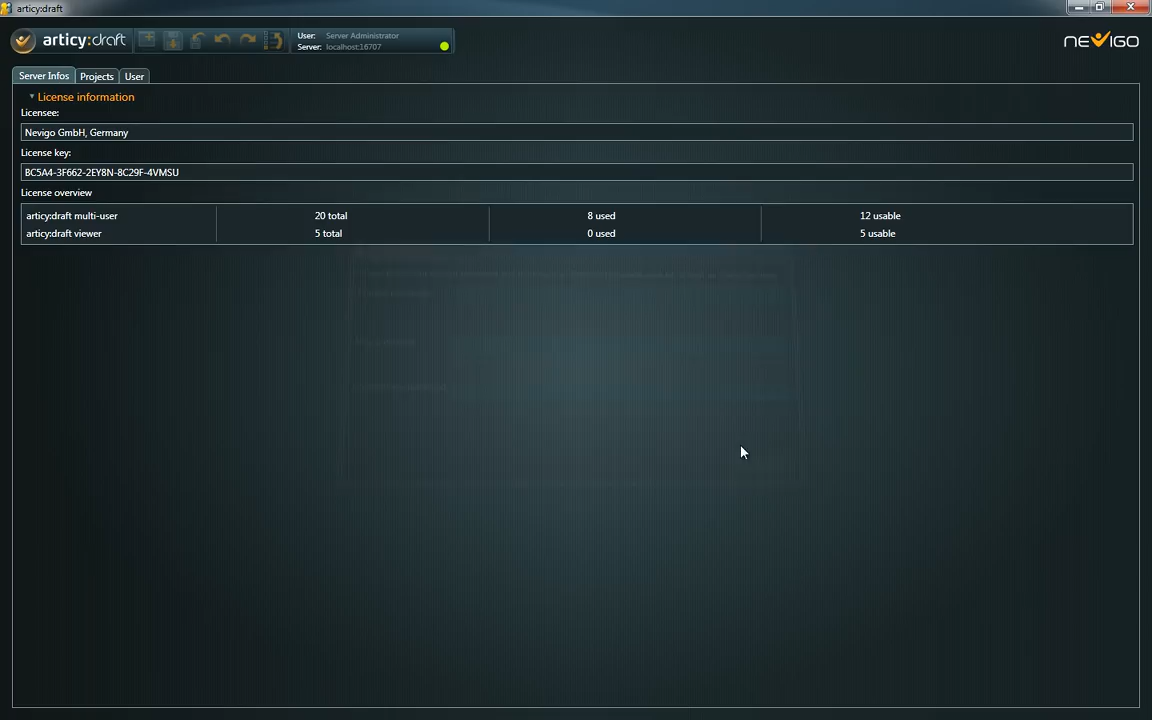 articy:draft
articy:draft
User: Server Administrator
Server: localhost:16707
NEVIGO
Server Infos Projects User
License information
Licensee:
Nevigo GmbH, Germany
License key:
BC5A4-3F662-2EY8N-8C29F-4VMSU
License overview
articy:draft multi-user 20 total 8 used 12 usable
articy:draft viewer 5 total 0 used 5 usable